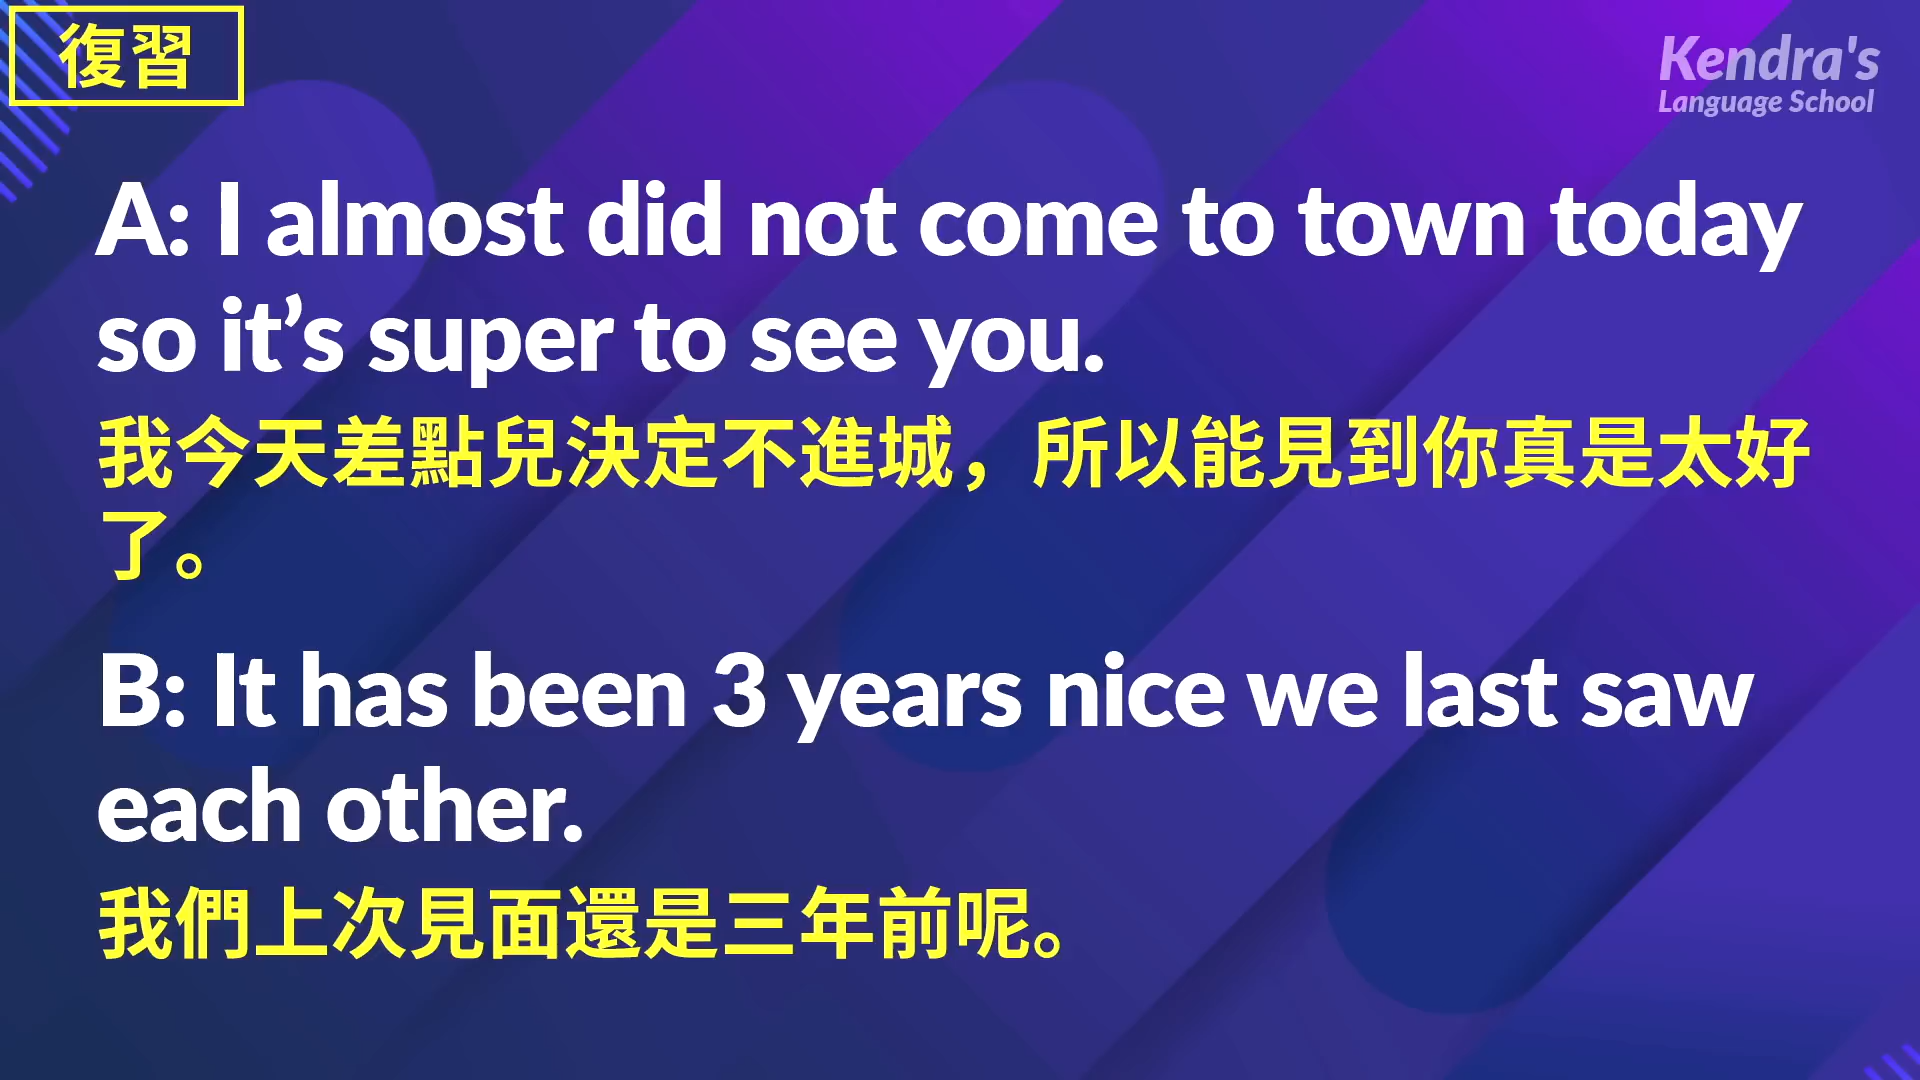 復習
Kendra's
Language School
A: I almost did not come to town today
so it’s super to see you.
我今天差點兒決定不進城，所以能見到你真是太好
了。
B: It has been 3 years nice we last saw
each other.
我們上次見面還是三年前呢。